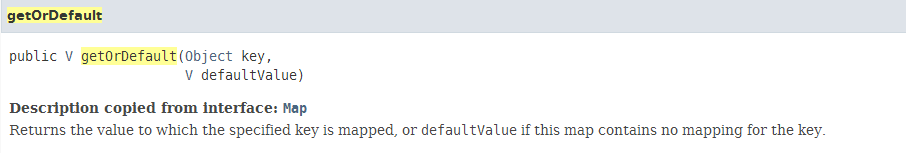 getOrDefault
public V getOrDefault(Object key,
V defaultValue)
Description copied from interface: Map
Returns the value to which the specified key is mapped, or defaultValue if this map contains no mapping for the key.